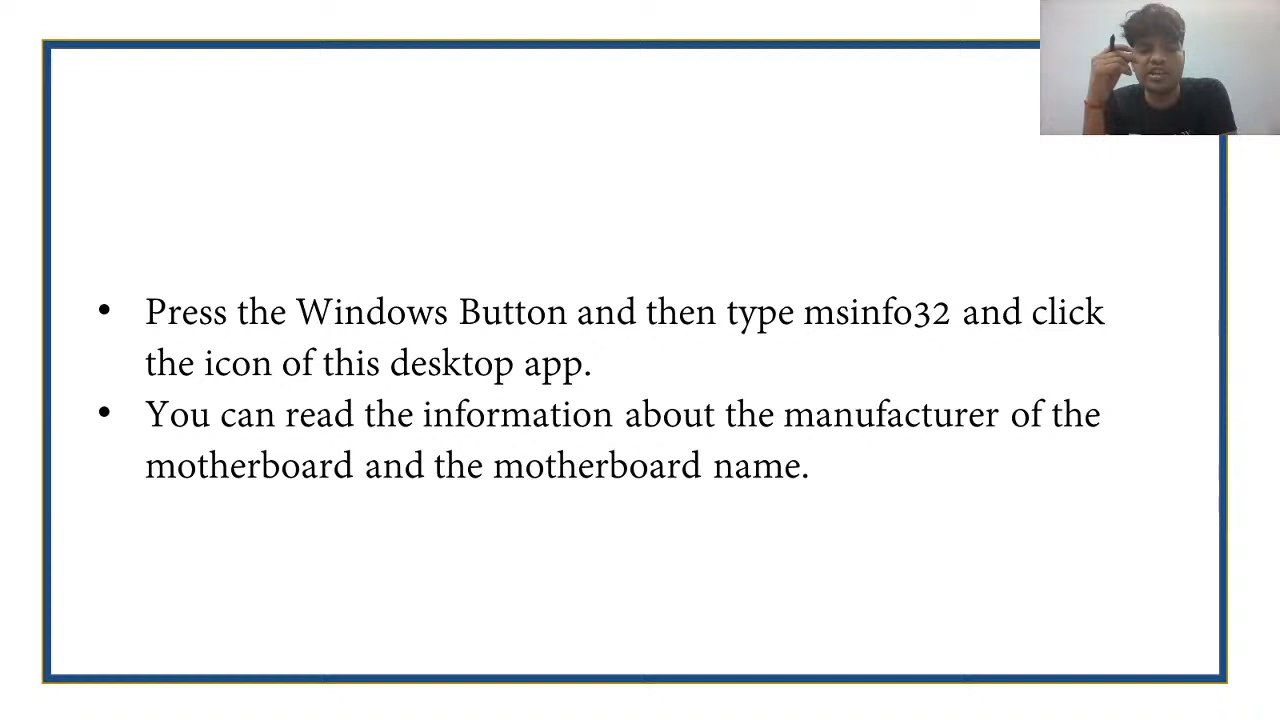 • Press the Windows Button and then type msinfo32 and click
the icon of this desktop app.
• You can read the information about the manufacturer of the
motherboard and the motherboard name.